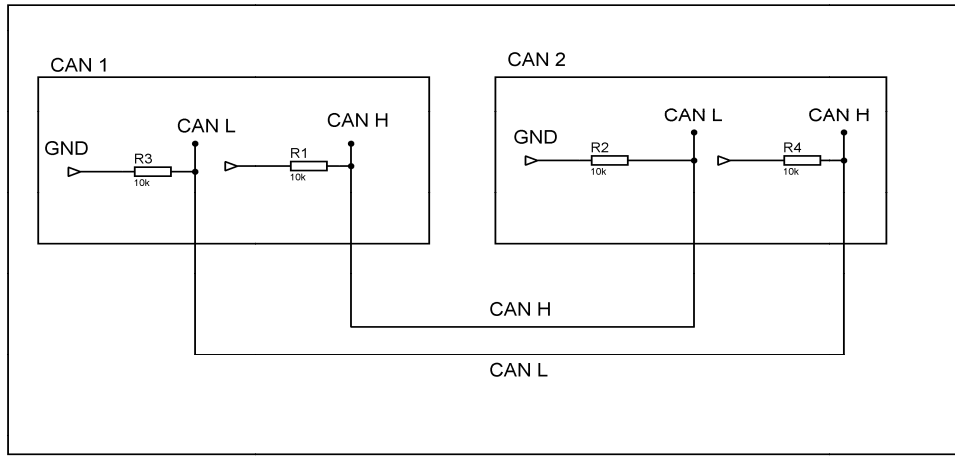 CAN 1
CAN 2
CAN L
CAN H
CAN L
CAN H
GND
GND
R3
10k
R1
10k
R2
10k
R4
10k
CAN H
CAN L